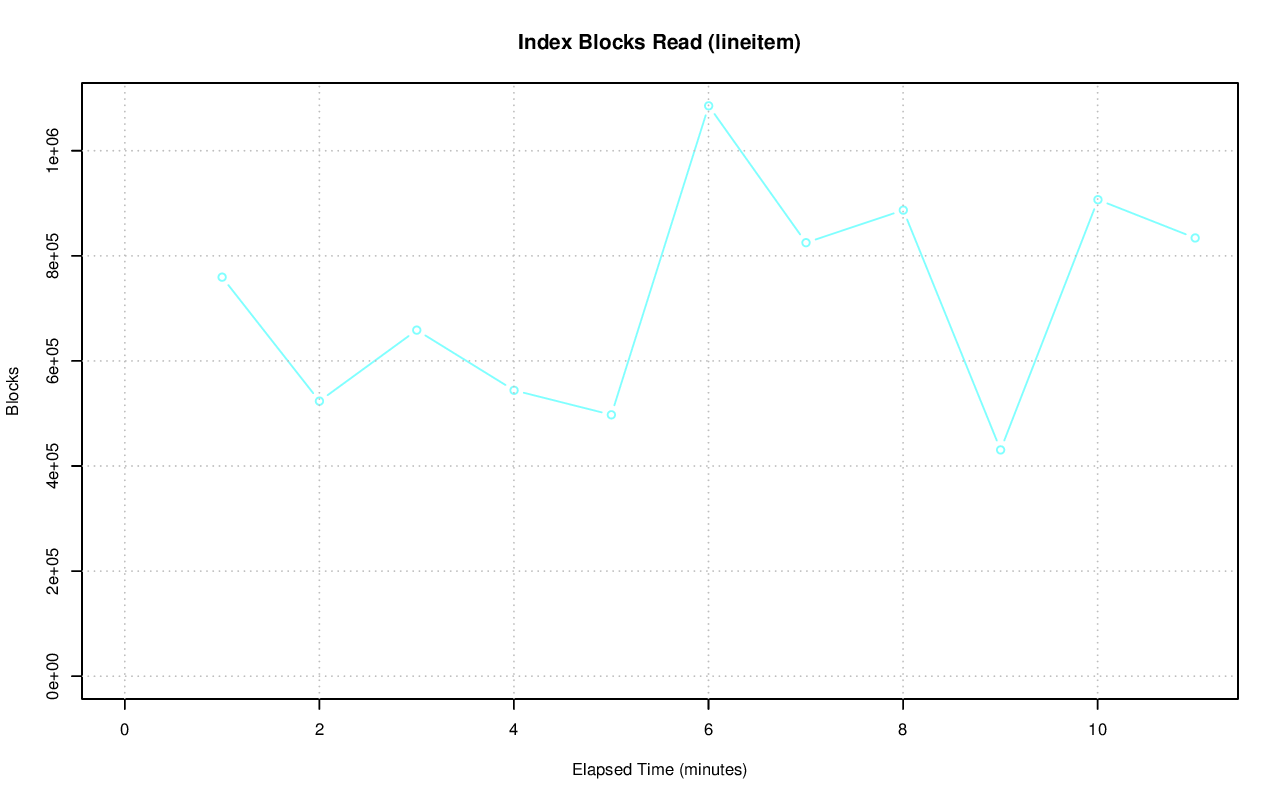 Index Blocks Read (lineitem)
1e+06
8e+05
6e+05
4e+05
2e+05
0e+00
Blocks
0 2 4 6 8 10
Elapsed Time (minutes)